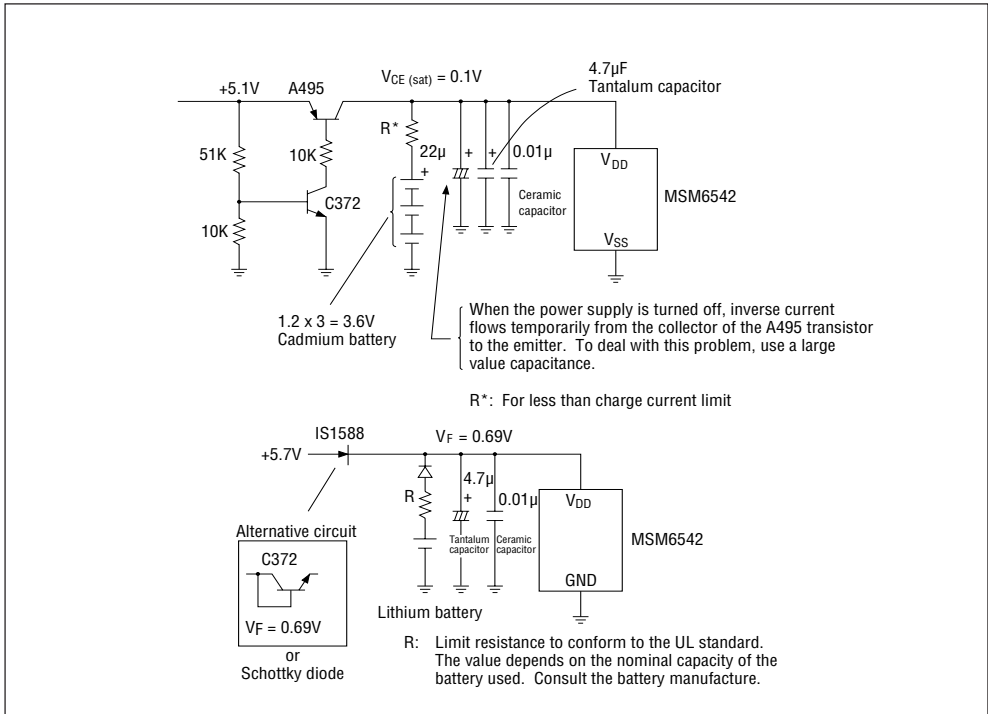 4.7μF
Tantalum capacitor
VCE (sat) = 0.1V
+5.1V
A495
R*
51K
10K
22μ
+
+
+
0.01μ
VDD
MSM6542
C372
Ceramic
capacitor
10K
VSS
1.2 x 3 = 3.6V
Cadmium battery
When the power supply is turned off, inverse current
flows temporarily from the collector of the A495 transistor
to the emitter. To deal with this problem, use a large
value capacitance.
R*: For less than charge current limit
IS1588
+5.7V
VF = 0.69V
4.7μ
R
+
0.01μ
VDD
MSM6542
Alternative circuit
Tantalum
capacitor
Ceramic
capacitor
C372
GND
VF = 0.69V
Lithium battery
or
Schottky diode
R: Limit resistance to conform to the UL standard.
The value depends on the nominal capacity of the
battery used. Consult the battery manufacture.